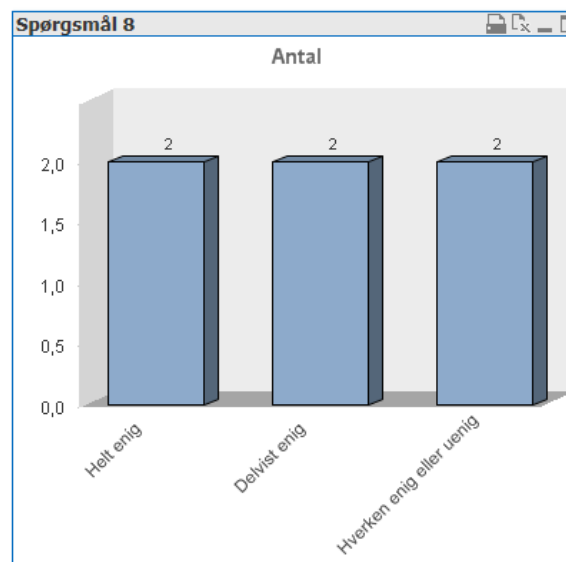 Spørgsmål 8
Antal
2 2 2
2,0
1,5
1,0
0,5
0,0
Helt enig
Delvist enig
Hverken enig eller uenig